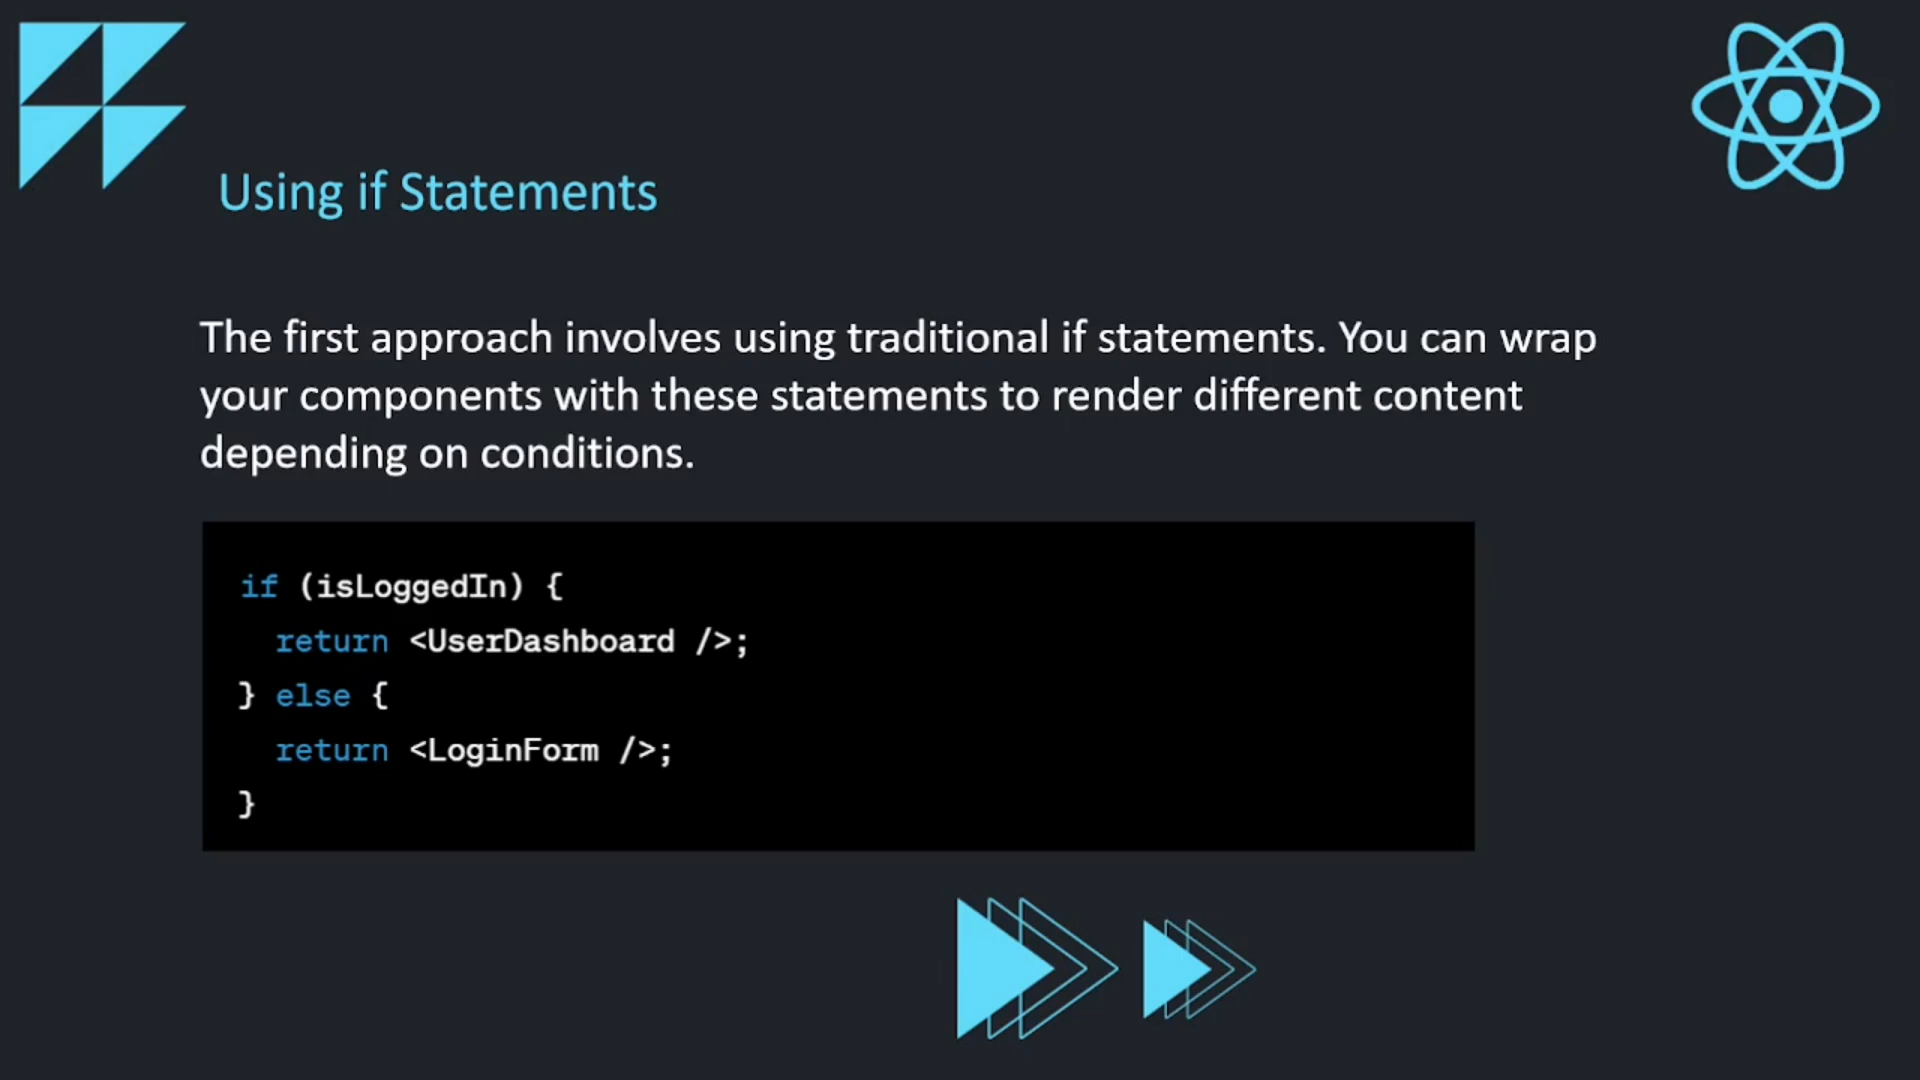 Using if Statements
The first approach involves using traditional if statements. You can wrap
your components with these statements to render different content
depending on conditions.
if (isLoggedIn) {
  return <UserDashboard />;
} else {
  return <LoginForm />;
}